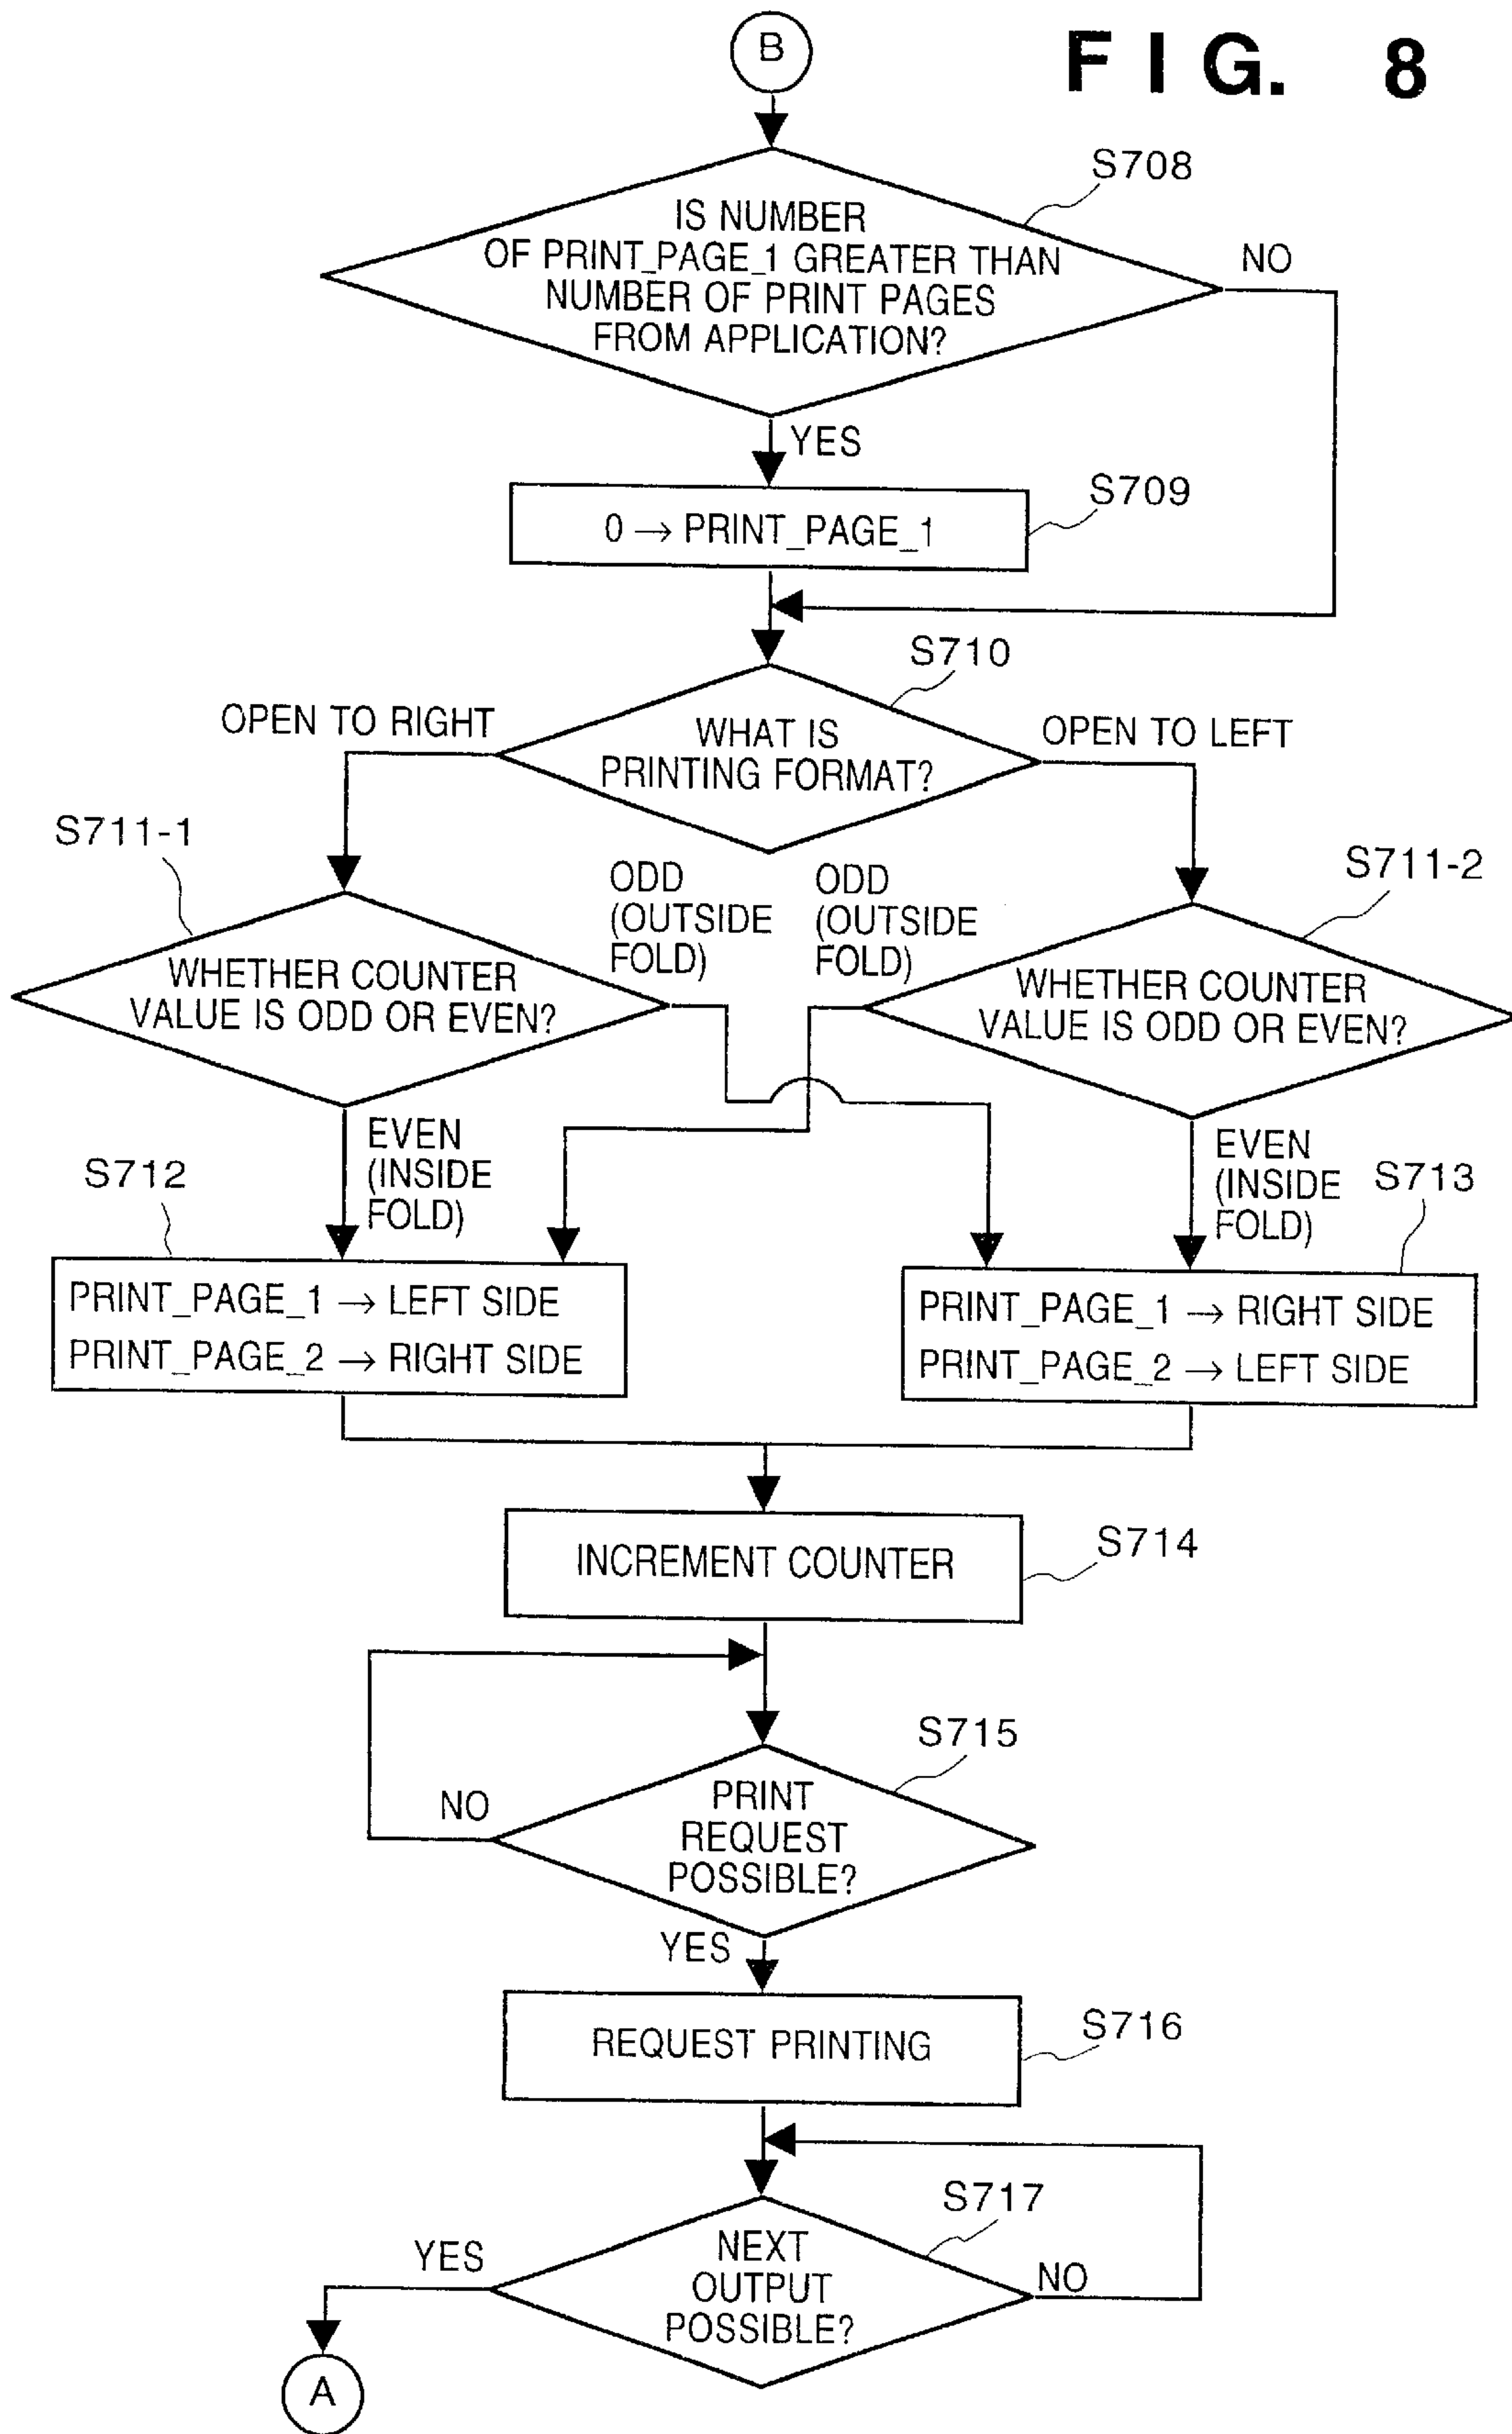 B
FIG. 8
S708
IS NUMBER
OF PRINT_PAGE_1 GREATER THAN
NUMBER OF PRINT PAGES
FROM APPLICATION?
NO
YES
S709
0 → PRINT_PAGE_1
S710
OPEN TO RIGHT
WHAT IS
PRINTING FORMAT?
OPEN TO LEFT
S711-1
ODD
(OUTSIDE
FOLD)
ODD
(OUTSIDE
FOLD)
S711-2
WHETHER COUNTER
VALUE IS ODD OR EVEN?
WHETHER COUNTER
VALUE IS ODD OR EVEN?
EVEN
(INSIDE
FOLD)
S712
EVEN
(INSIDE
FOLD)
S713
PRINT_PAGE_1 → LEFT SIDE
PRINT_PAGE_2 → RIGHT SIDE
PRINT_PAGE_1 → RIGHT SIDE
PRINT_PAGE_2 → LEFT SIDE
INCREMENT COUNTER
S714
S715
NO
PRINT
REQUEST
POSSIBLE?
YES
REQUEST PRINTING
S716
S717
YES
NEXT
OUTPUT
POSSIBLE?
NO
A